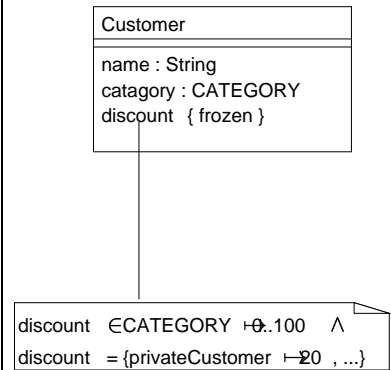 Customer
name : String
catagory : CATEGORY
discount { frozen }
discount ∈CATEGORY ↦0..100 ∧
discount = {privateCustomer ↦20 , ...}